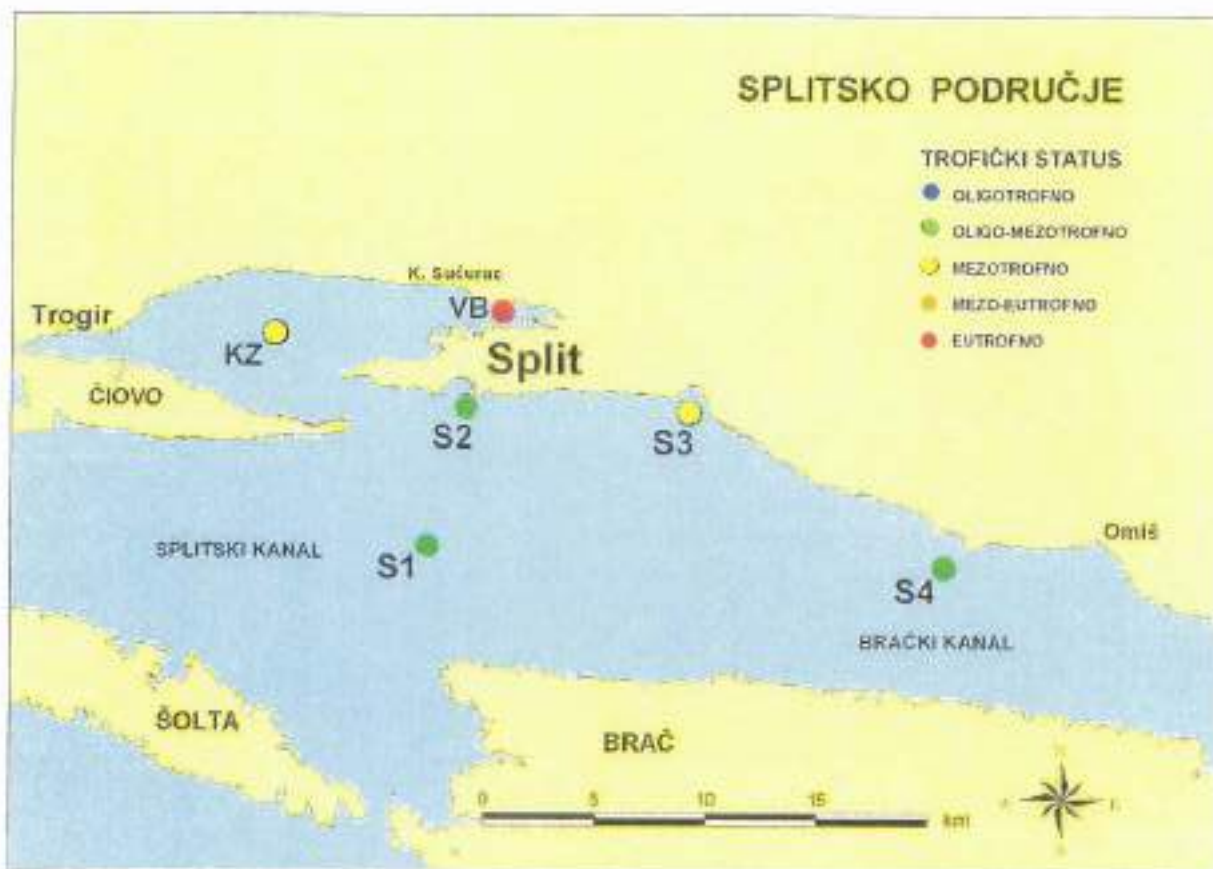 SPLITSKO PODRUČJE
TROFIČKI STATUS
OLIGOTROFNO
OLIGO-MEZOTROFNO
MEZOTROFNO
MEZO-EUTROFNO
EUTROFNO
K. Sućurac
Trogir
VB
KZ
Split
ČIOVO
S2
S3
Omiš
SPLITSKI KANAL
S1
S4
BRAČKI KANAL
ŠOLTA
BRAČ
0 5 10 15
km